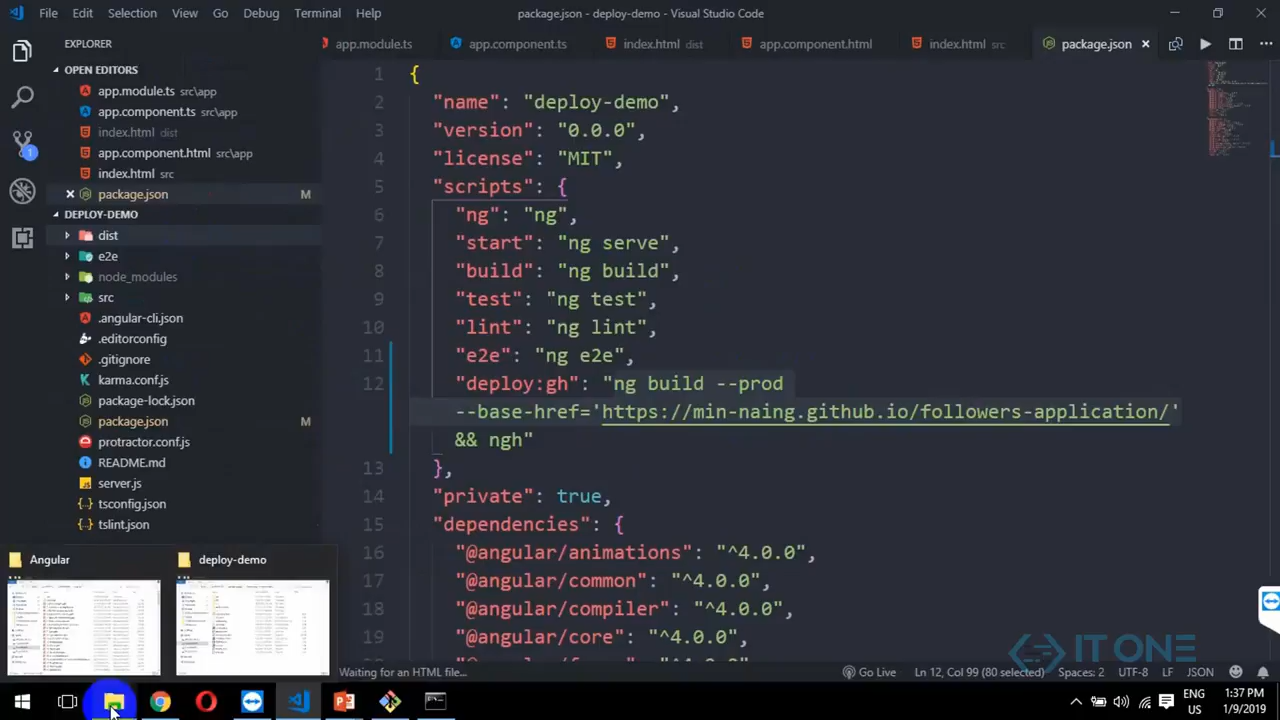 File Edit Selection View Go Debug Terminal Help
package.json - deploy-demo - Visual Studio Code
EXPLORER
app.module.ts
app.component.ts
index.html dist
app.component.html
index.html src
package.json
OPEN EDITORS
app.module.ts src\app
app.component.ts src\app
index.html dist
app.component.html src\app
index.html src
package.json M
DEPLOY-DEMO
dist
e2e
node_modules
src
.angular-cli.json
.editorconfig
.gitignore
karma.conf.js
package-lock.json
package.json M
protractor.conf.js
README.md
server.js
tsconfig.json
tslint.json
1 {
2 "name": "deploy-demo",
3 "version": "0.0.0",
4 "license": "MIT",
5 "scripts": {
6 "ng": "ng",
7 "start": "ng serve",
8 "build": "ng build",
9 "test": "ng test",
10 "lint": "ng lint",
11 "e2e": "ng e2e",
12 "deploy:gh": "ng build --prod
--base-href='https://min-naing.github.io/followers-application/'
&& ngh"
13 },
14 "private": true,
15 "dependencies": {
16 "@angular/animations": "^4.0.0",
17 "@angular/common": "^4.0.0",
18 "@angular/compiler": "^4.0.0",
19 "@angular/core": "^4.0.0",
Angular
deploy-demo
Waiting for an HTML file..
Go Live
Ln 12, Col 99 (80 selected)
Spaces: 2
UTF-8
LF
JSON
1
ENG
US
1:37 PM
1/9/2019